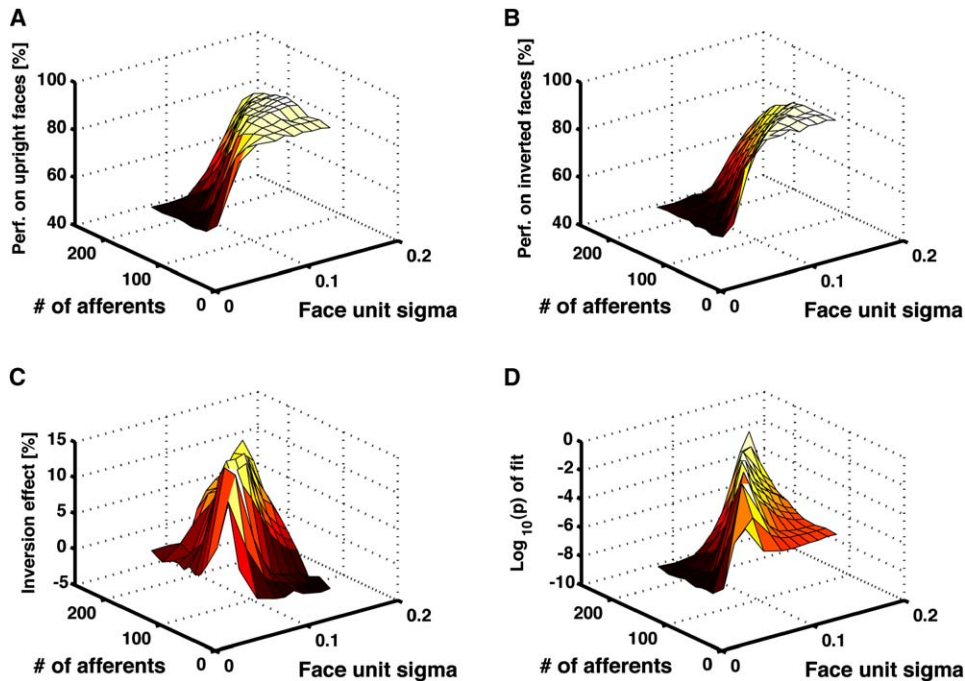 A
Perf. on upright faces [%]
100
80
60
40
200
100
0
0
0.1
0.2
# of afferents
Face unit sigma
B
Perf. on inverted faces [%]
100
80
60
40
200
100
0
0
0.1
0.2
# of afferents
Face unit sigma
C
Inversion effect [%]
15
10
5
0
-5
200
100
0
0
0.1
0.2
# of afferents
Face unit sigma
D
Log 10(p) of fit
0
-2
-4
-6
-8
-10
200
100
0
0
0.1
0.2
# of afferents
Face unit sigma